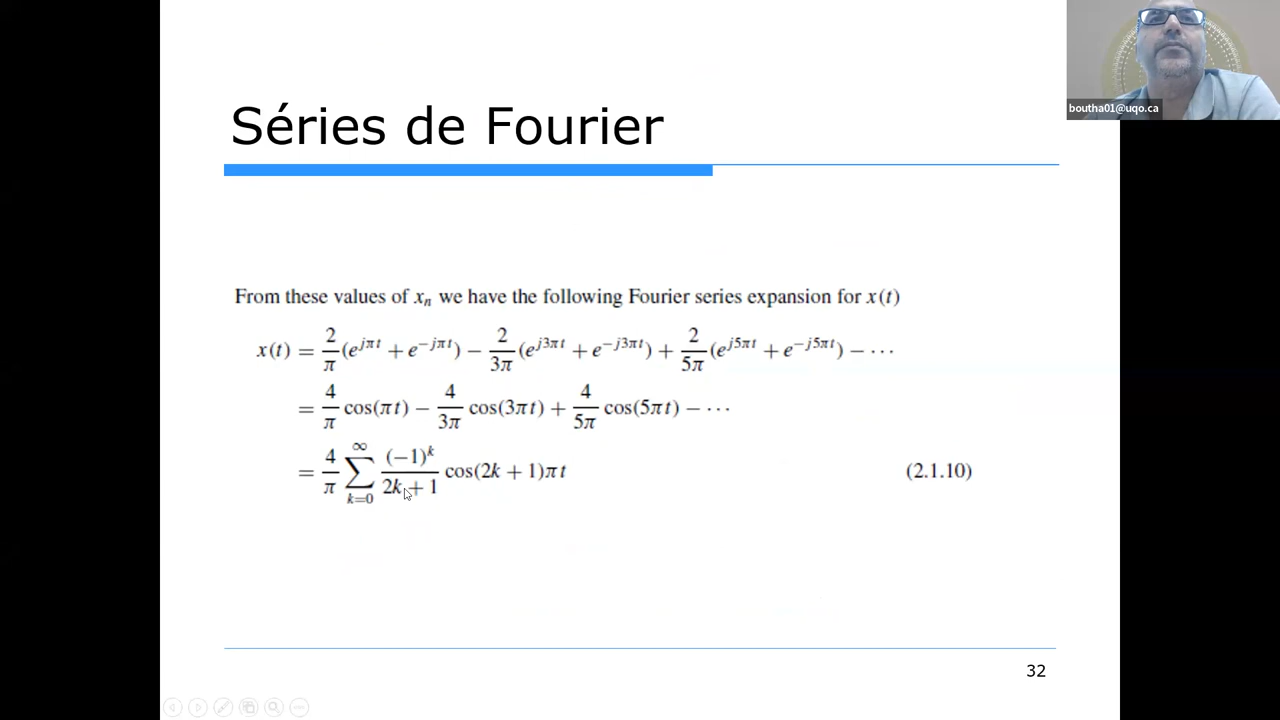 boutha01@uqo.ca
Séries de Fourier
From these values of xₙ we have the following Fourier series expansion for x(t)
x(t) = 2/π (e^{jπt} + e^{−jπt}) − 2/3π (e^{j3πt} + e^{−j3πt}) + 2/5π (e^{j5πt} + e^{−j5πt}) − ⋯
= 4/π cos(πt) − 4/3π cos(3πt) + 4/5π cos(5πt) − ⋯
= 4/π ∑_{k=0}^{∞} (−1)^k/2k + 1 cos(2k + 1)πt (2.1.10)
32